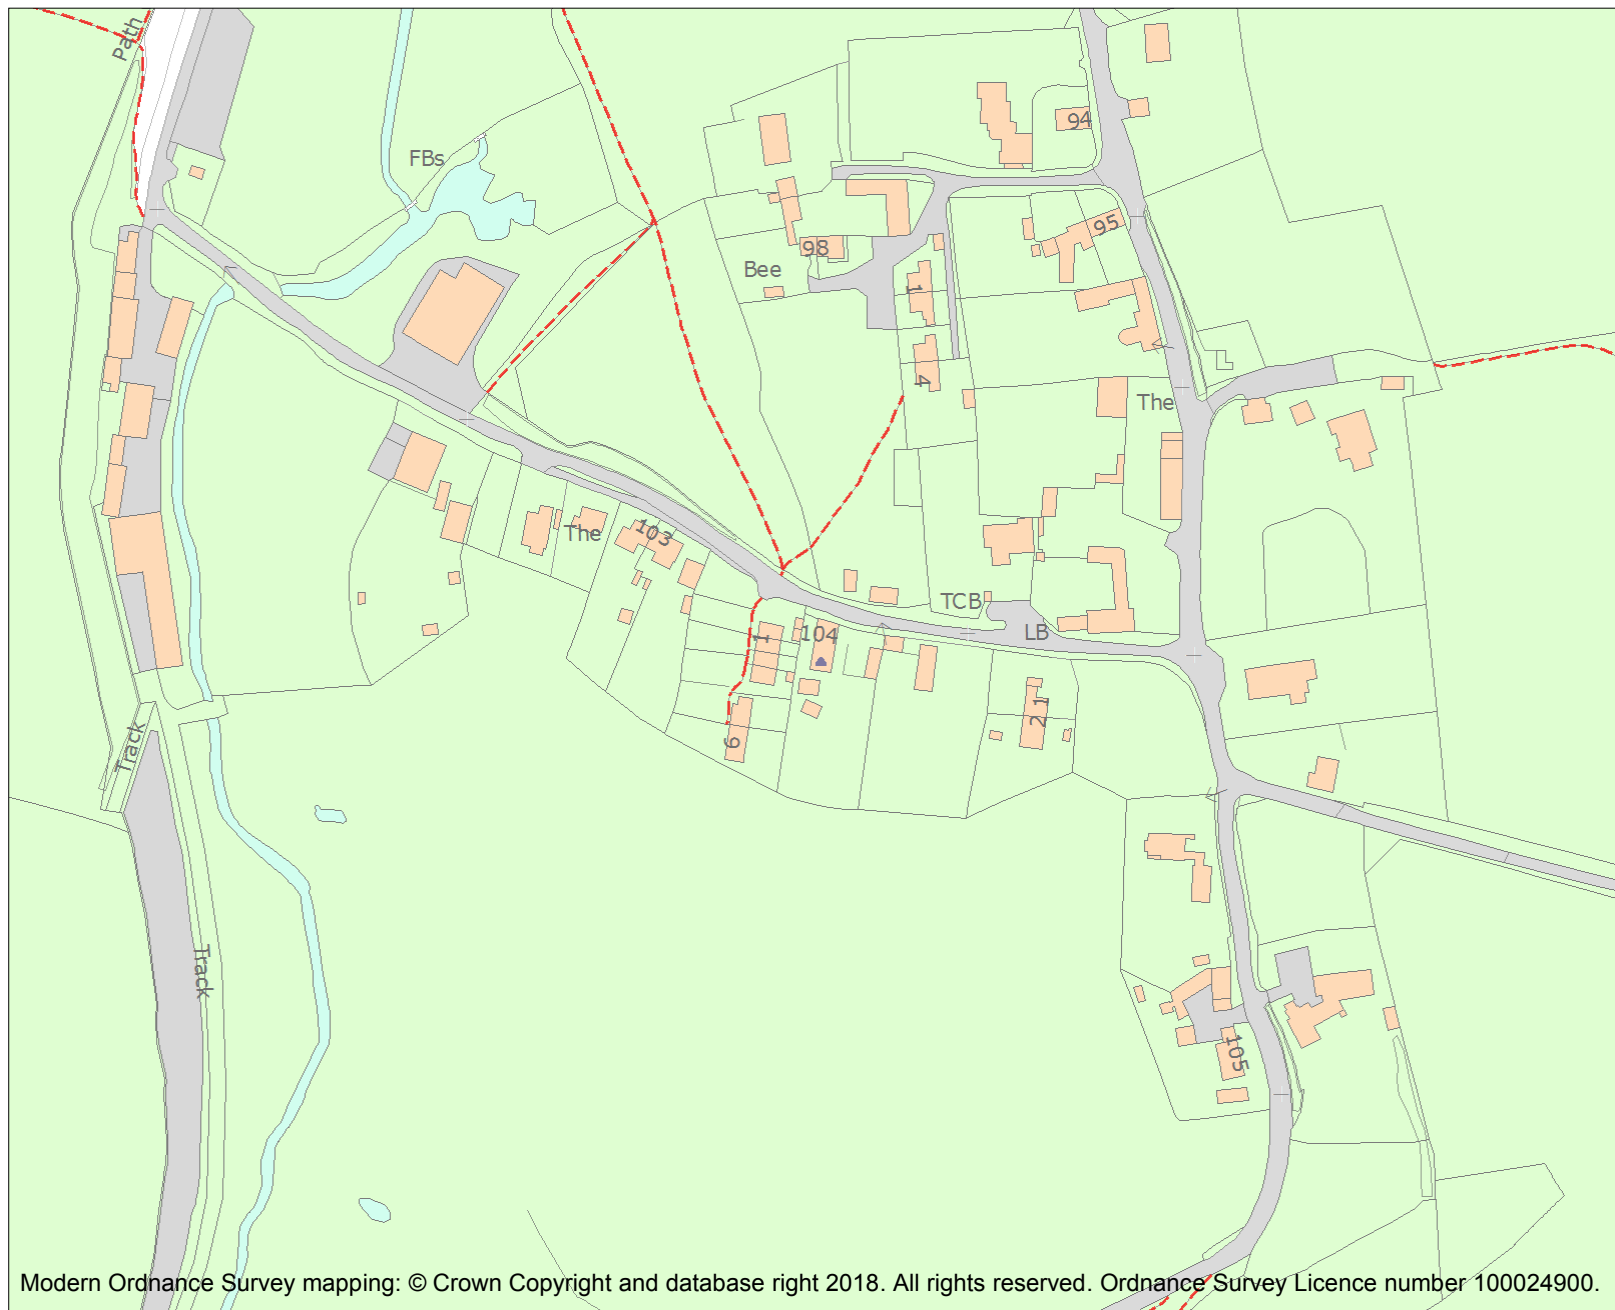 Path
94
FBs
95
98
Bee
1
4
The
The
103
TCB
LB
1
104
1
2
6
Track
Track
105
Modern Ordnance Survey mapping: © Crown Copyright and database right 2018. All rights reserved. Ordnance Survey Licence number 100024900.